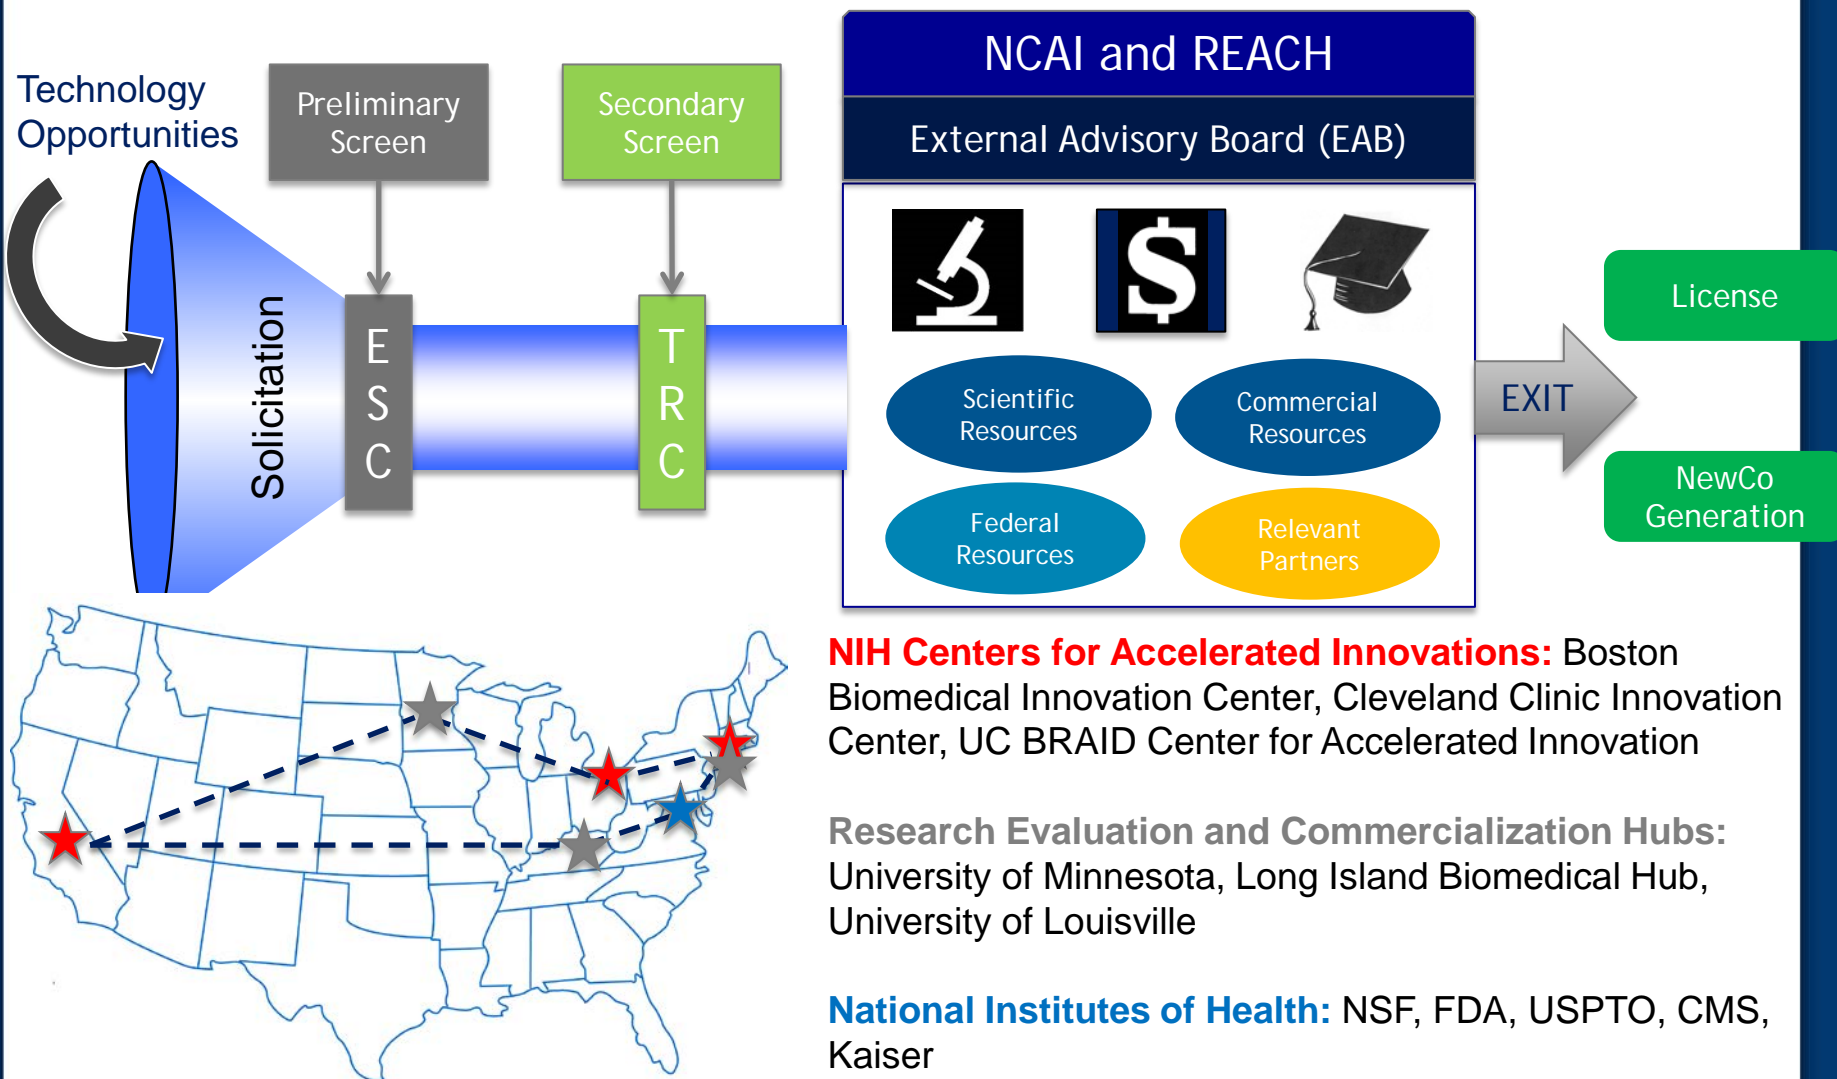 Technology
Opportunities
Preliminary
Screen
Secondary
Screen
NCAI and REACH
External Advisory Board (EAB)
Solicitation
E
S
C
T
R
C
$
Scientific
Resources
Commercial
Resources
Federal
Resources
Relevant
Partners
EXIT
License
NewCo
Generation
NIH Centers for Accelerated Innovations: Boston
Biomedical Innovation Center, Cleveland Clinic Innovation
Center, UC BRAID Center for Accelerated Innovation
Research Evaluation and Commercialization Hubs:
University of Minnesota, Long Island Biomedical Hub,
University of Louisville
National Institutes of Health: NSF, FDA, USPTO, CMS,
Kaiser